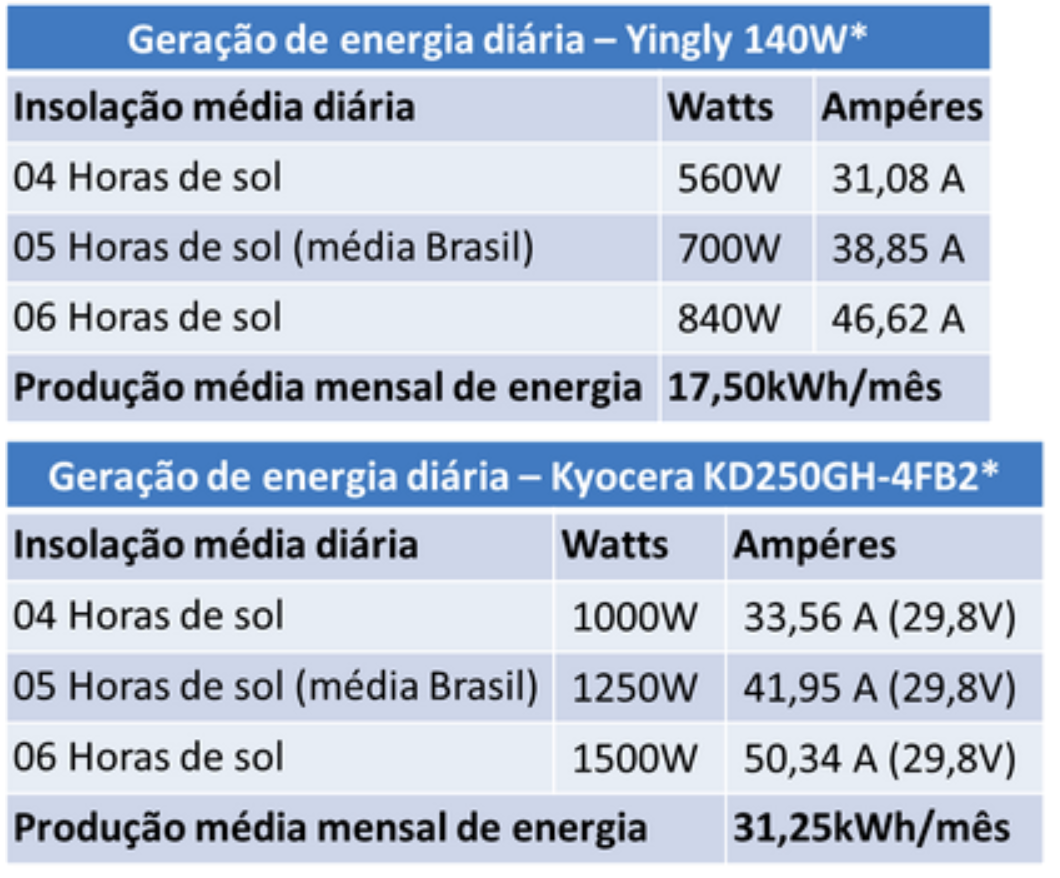 Geração de energia diária – Yingly 140W*
Insolação média diária Watts Ampéres
04 Horas de sol 560W 31,08 A
05 Horas de sol (média Brasil) 700W 38,85 A
06 Horas de sol 840W 46,62 A
Produção média mensal de energia 17,50kWh/mês
Geração de energia diária – Kyocera KD250GH-4FB2*
Insolação média diária Watts Ampéres
04 Horas de sol 1000W 33,56 A (29,8V)
05 Horas de sol (média Brasil) 1250W 41,95 A (29,8V)
06 Horas de sol 1500W 50,34 A (29,8V)
Produção média mensal de energia 31,25kWh/mês